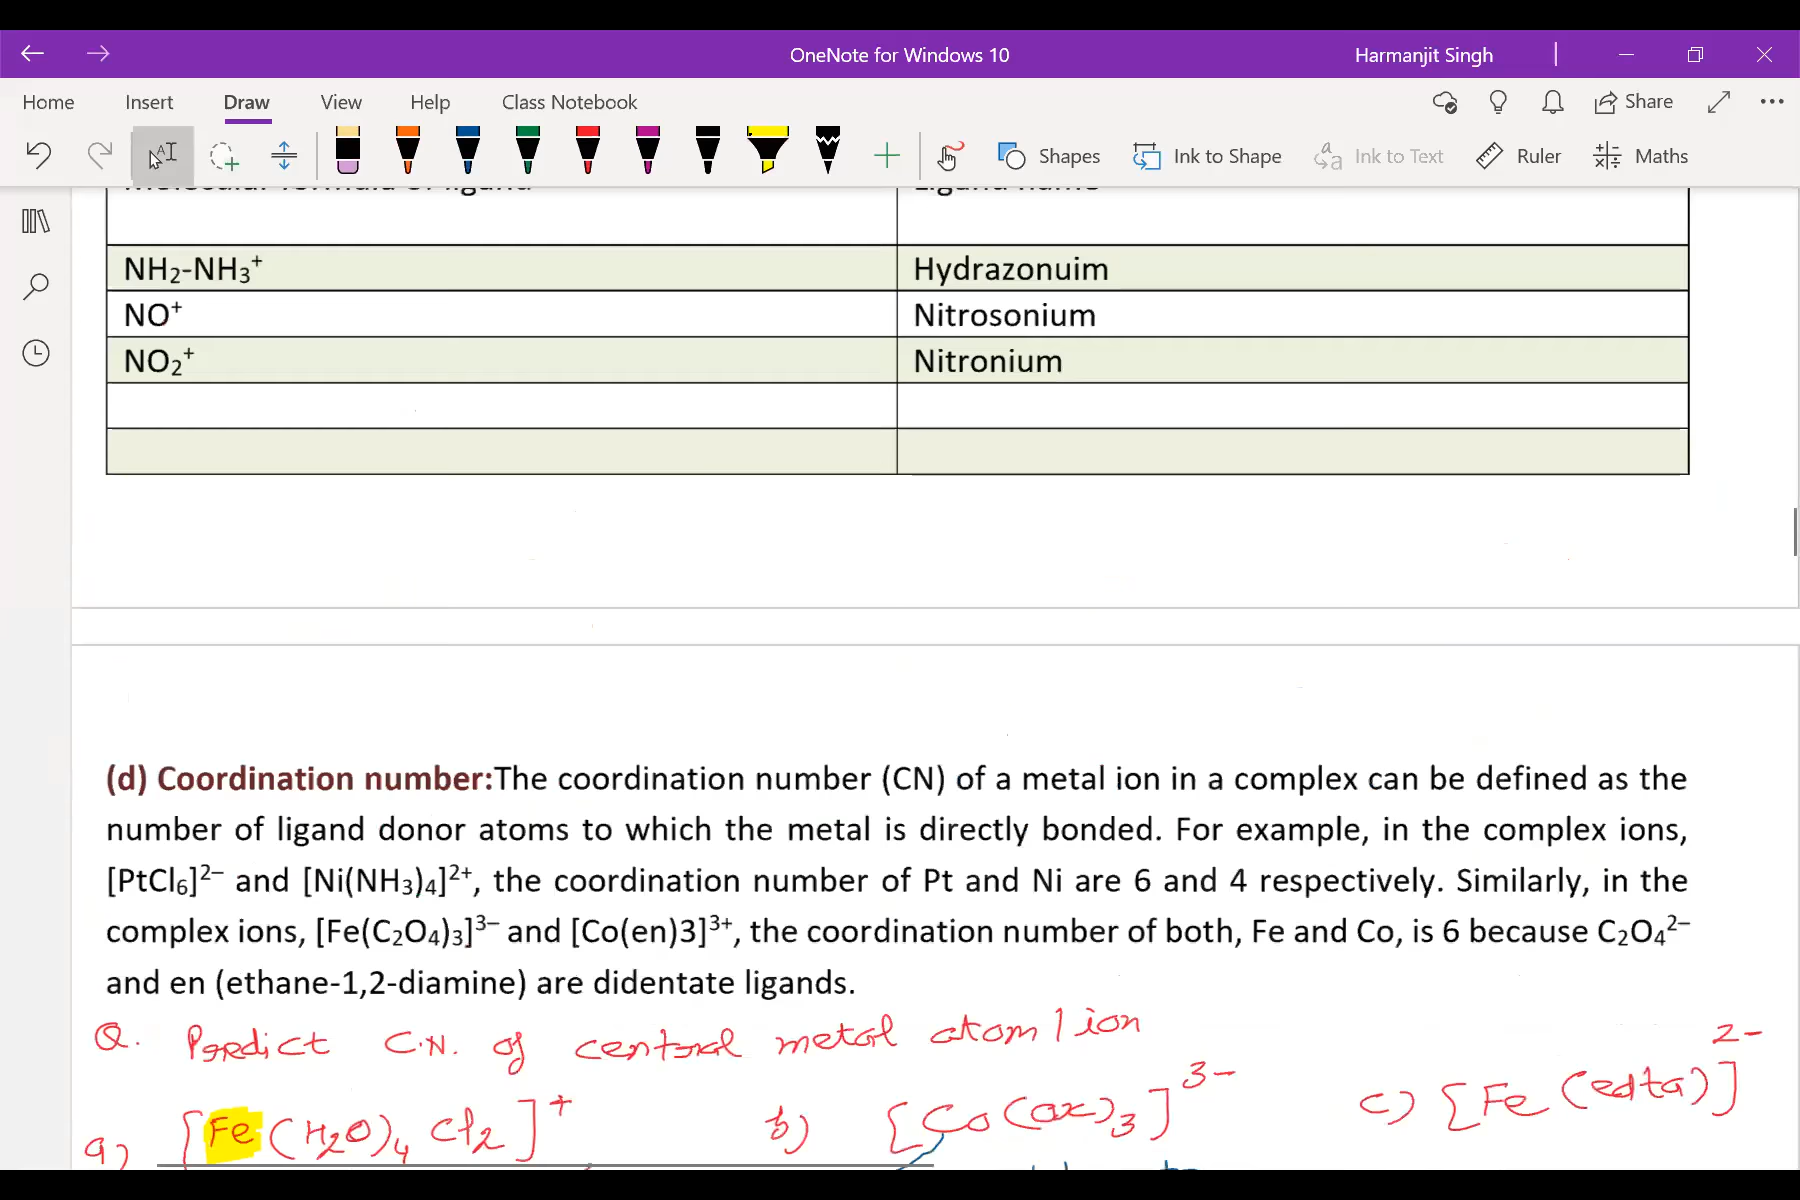 OneNote for Windows 10
Harmanjit Singh
Home Insert Draw View Help Class Notebook Share
Shapes Ink to Shape Ink to Text Ruler Maths
Molecular formula of ligand Ligand name
NH₂-NH₃⁺ Hydrazonuim
NO⁺ Nitrosonium
NO₂⁺ Nitronium
(d) Coordination number:The coordination number (CN) of a metal ion in a complex can be defined as the
number of ligand donor atoms to which the metal is directly bonded. For example, in the complex ions,
[PtCl₆]²⁻ and [Ni(NH₃)₄]²⁺, the coordination number of Pt and Ni are 6 and 4 respectively. Similarly, in the
complex ions, [Fe(C₂O₄)₃]³⁻ and [Co(en)3]³⁺, the coordination number of both, Fe and Co, is 6 because C₂O₄²⁻
and en (ethane-1,2-diamine) are didentate ligands.
Q. Predict C.N. of central metal atom/ion
a) [Fe(H₂O)₄Cl₂]⁺ b) [Co(ox)₃]³⁻ c) [Fe(edta)]²⁻